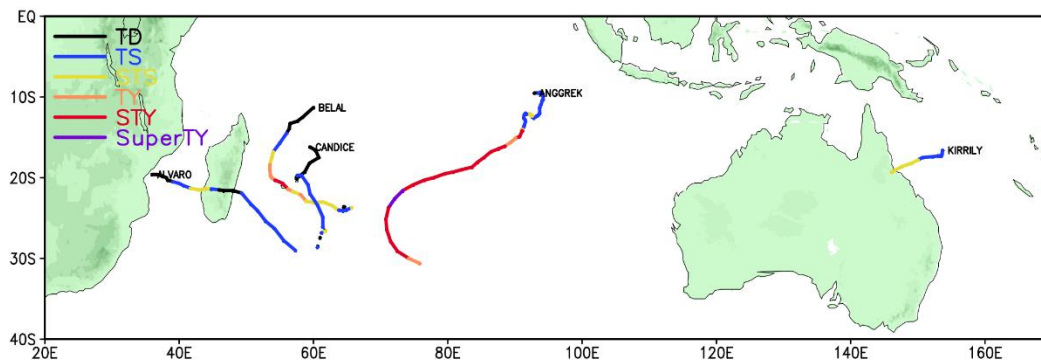 EQ
TD
TS
STS
TY
STY
SuperTY
10S
ANGGREK
BELAL
CANDICE
KIRRILY
ALVARO
20S
30S
40S
20E
40E
60E
80E
100E
120E
140E
160E